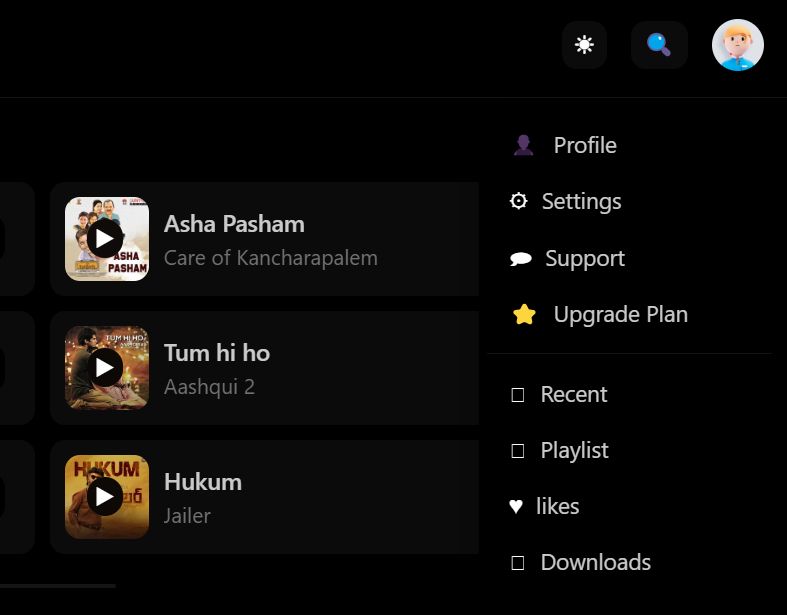 Profile
Settings
Support
Upgrade Plan
Recent
Playlist
likes
Downloads
Asha Pasham
Care of Kancharapalem
ASHA
PASHAM
Tum hi ho
Aashqui 2
TUM HI HO
Hukum
Jailer
HUKUM